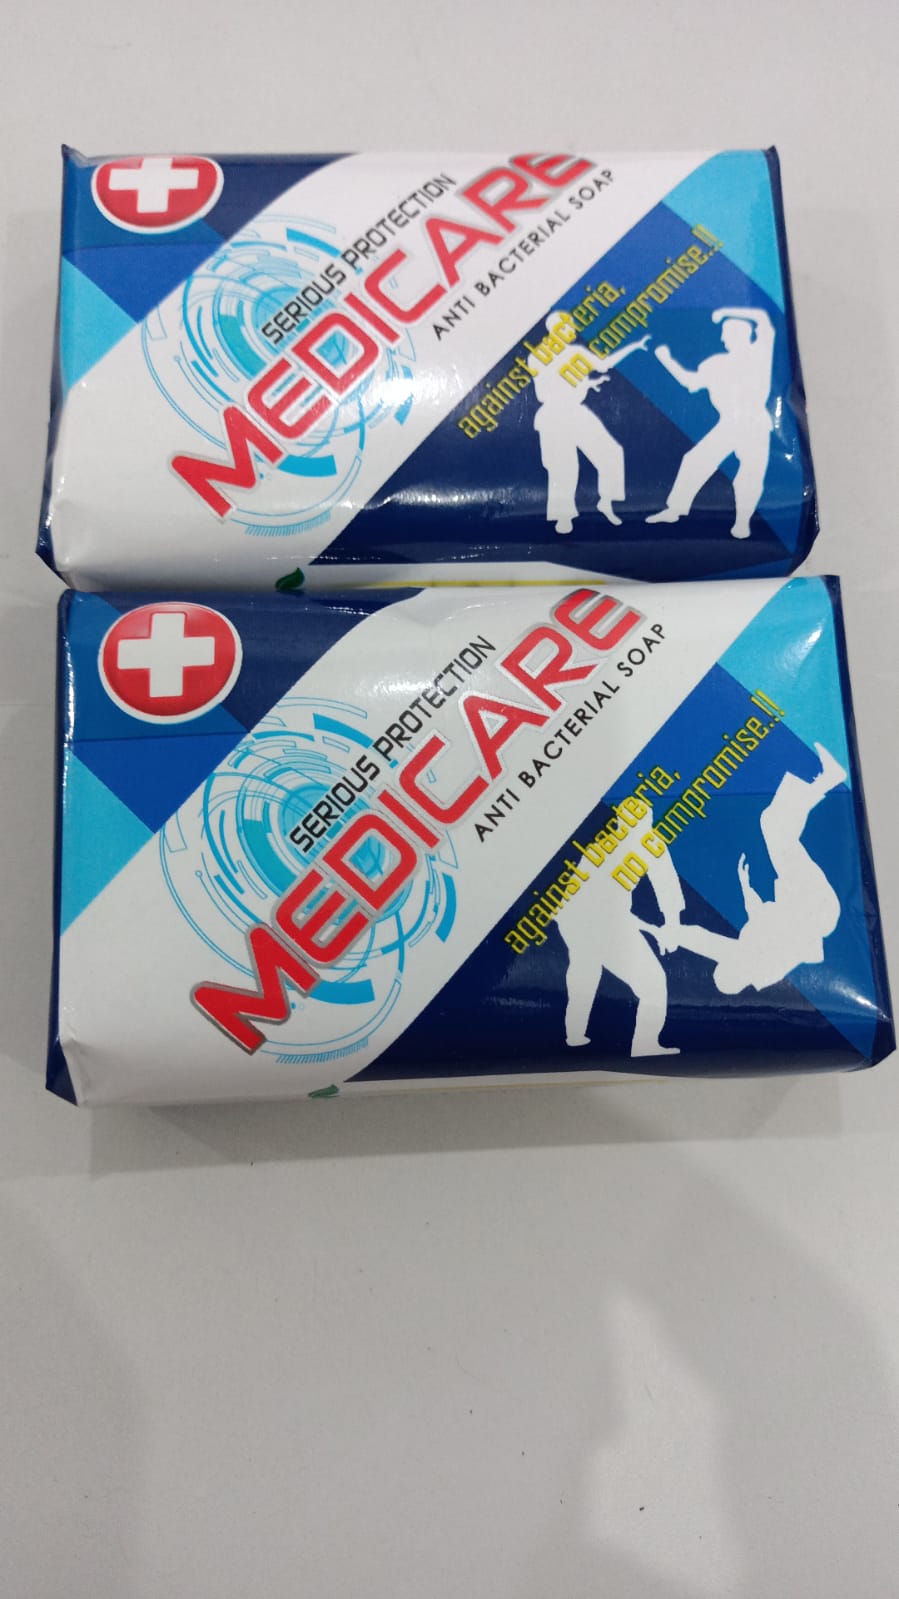 SERIOUS PROTECTION
MEDICARE
ANTI BACTERIAL SOAP
against bacteria,
no compromise..!!
SERIOUS PROTECTION
MEDICARE
ANTI BACTERIAL SOAP
against bacteria,
no compromise..!!